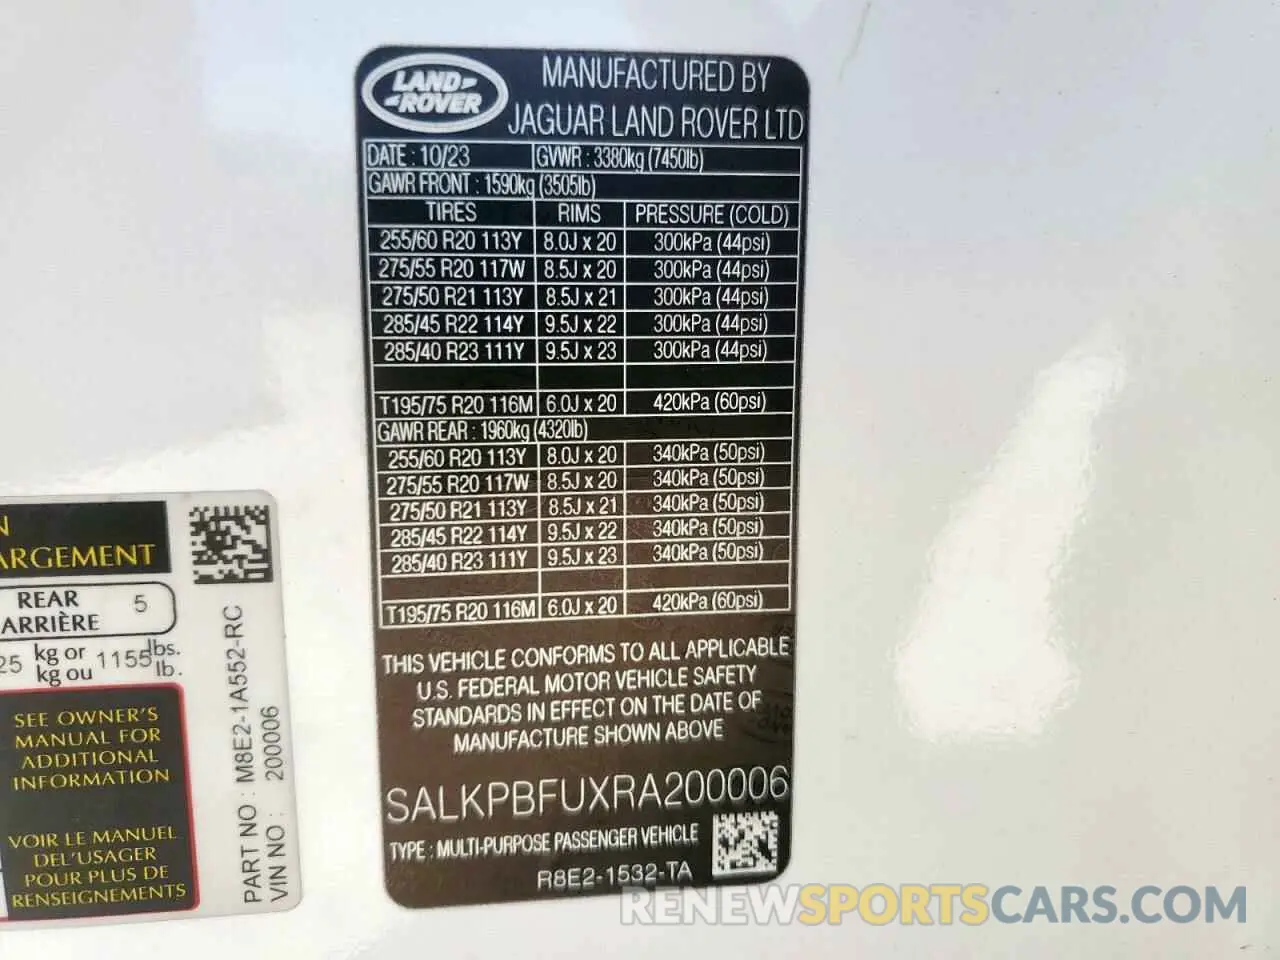 LAND
ROVER
MANUFACTURED BY
JAGUAR LAND ROVER LTD
DATE : 10/23 GVWR : 3380kg (7450lb)
GAWR FRONT : 1590kg (3505lb)
TIRES RIMS PRESSURE (COLD)
255/60 R20 113Y 8.0J x 20 300kPa (44psi)
275/55 R20 117W 8.5J x 20 300kPa (44psi)
275/50 R21 113Y 8.5J x 21 300kPa (44psi)
285/45 R22 114Y 9.5J x 22 300kPa (44psi)
285/40 R23 111Y 9.5J x 23 300kPa (44psi)
T195/75 R20 116M 6.0J x 20 420kPa (60psi)
GAWR REAR : 1960kg (4320lb)
255/60 R20 113Y 8.0J x 20 340kPa (50psi)
275/55 R20 117W 8.5J x 20 340kPa (50psi)
275/50 R21 113Y 8.5J x 21 340kPa (50psi)
285/45 R22 114Y 9.5J x 22 340kPa (50psi)
285/40 R23 111Y 9.5J x 23 340kPa (50psi)
T195/75 R20 116M 6.0J x 20 420kPa (60psi)
THIS VEHICLE CONFORMS TO ALL APPLICABLE
U.S. FEDERAL MOTOR VEHICLE SAFETY
STANDARDS IN EFFECT ON THE DATE OF
MANUFACTURE SHOWN ABOVE
SALKPBFUXRA200006
TYPE : MULTI-PURPOSE PASSENGER VEHICLE
R8E2-1532-TA
N
ARGEMENT
REAR 5
ARRIÈRE
25 kg or 1155 lbs.
kg ou lb.
SEE OWNER'S
MANUAL FOR
ADDITIONAL
INFORMATION
VOIR LE MANUEL
DEL'USAGER
POUR PLUS DE
RENSEIGNEMENTS
PART NO : M8E2-1A552-RC
VIN NO : 200006
RENEWSPORTSCARS.COM